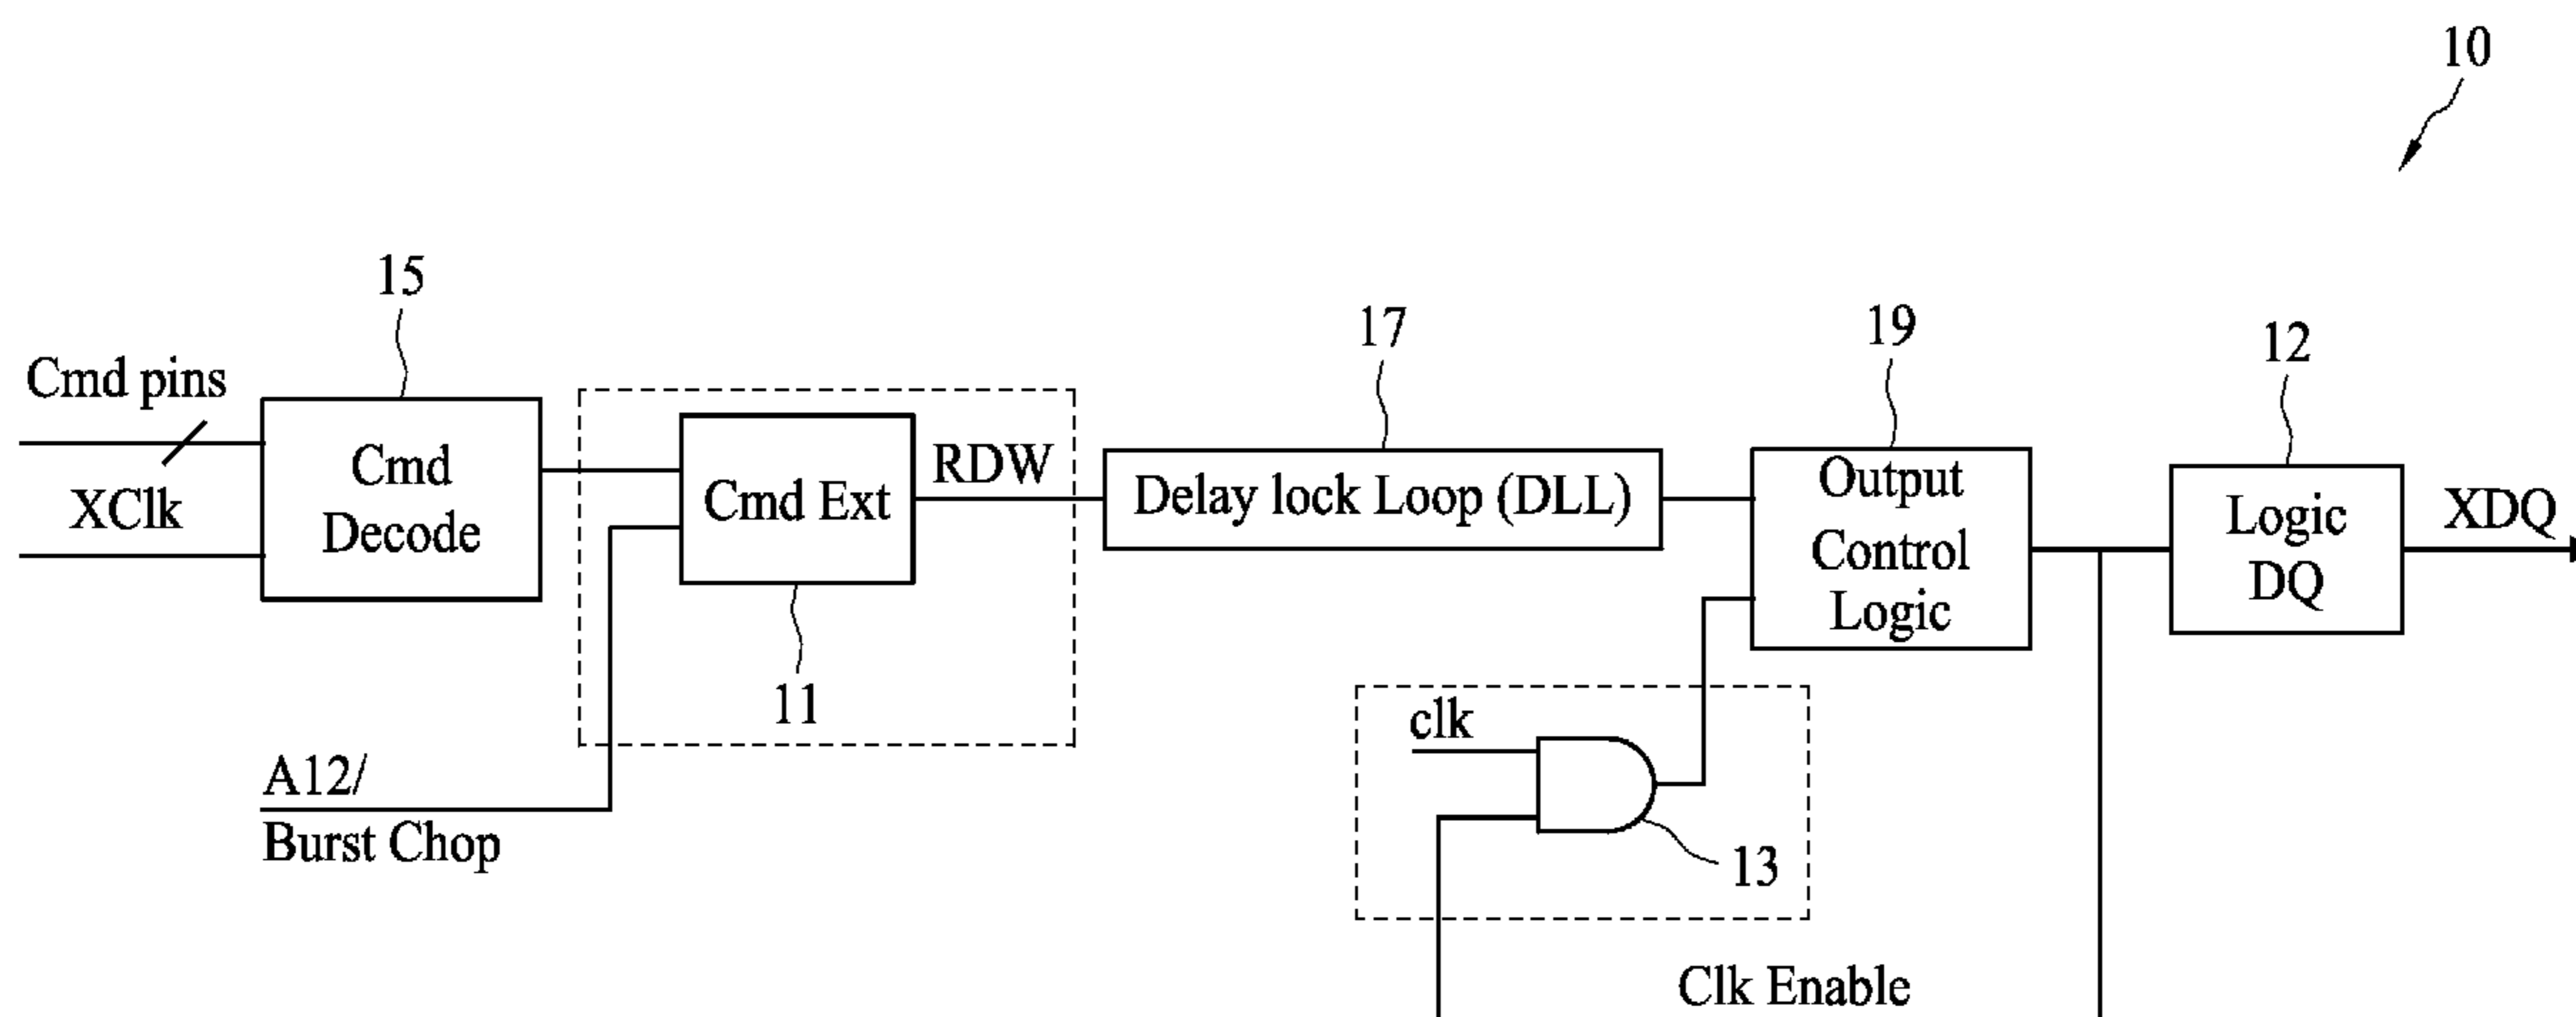 10
15
17
19
12
Cmd pins
XClk
Cmd
Decode
Cmd Ext
RDW
Delay lock Loop (DLL)
Output
Control
Logic
Logic
DQ
XDQ
11
clk
A12/
Burst Chop
13
Clk Enable